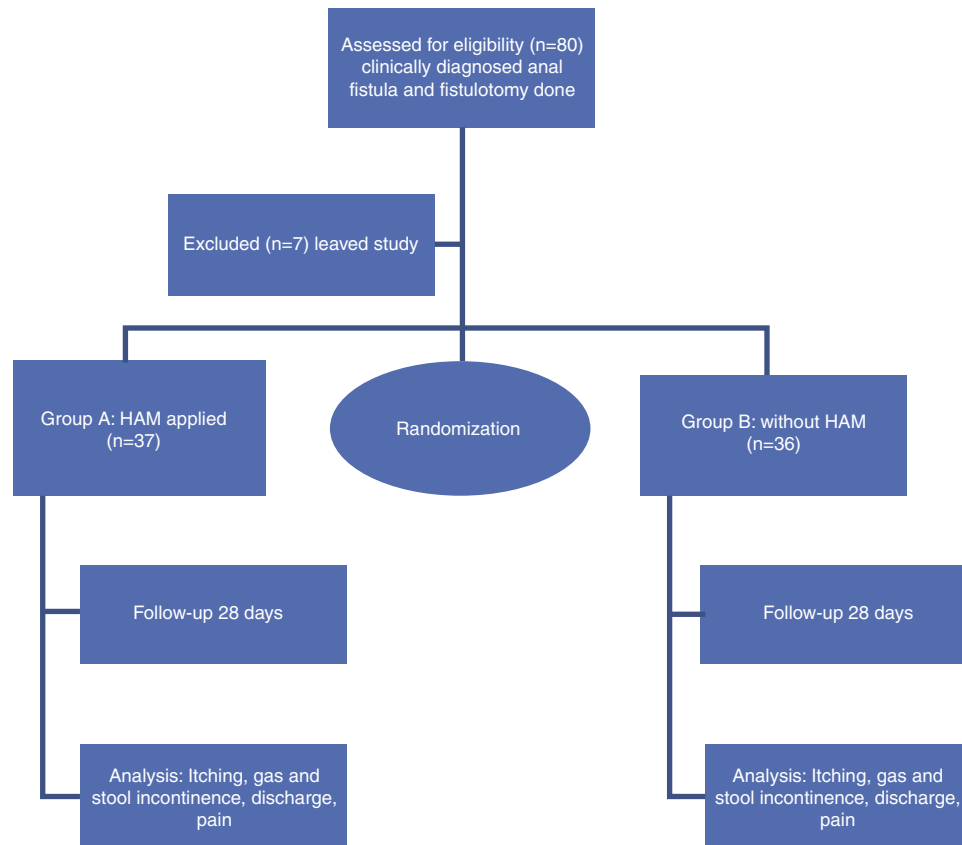 Assessed for eligibility (n=80)
clinically diagnosed anal
fistula and fistulotomy done
Excluded (n=7) leaved study
Group A: HAM applied
(n=37)
Randomization
Group B: without HAM
(n=36)
Follow-up 28 days
Follow-up 28 days
Analysis: Itching, gas and
stool incontinence, discharge,
pain
Analysis: Itching, gas and
stool incontinence, discharge,
pain